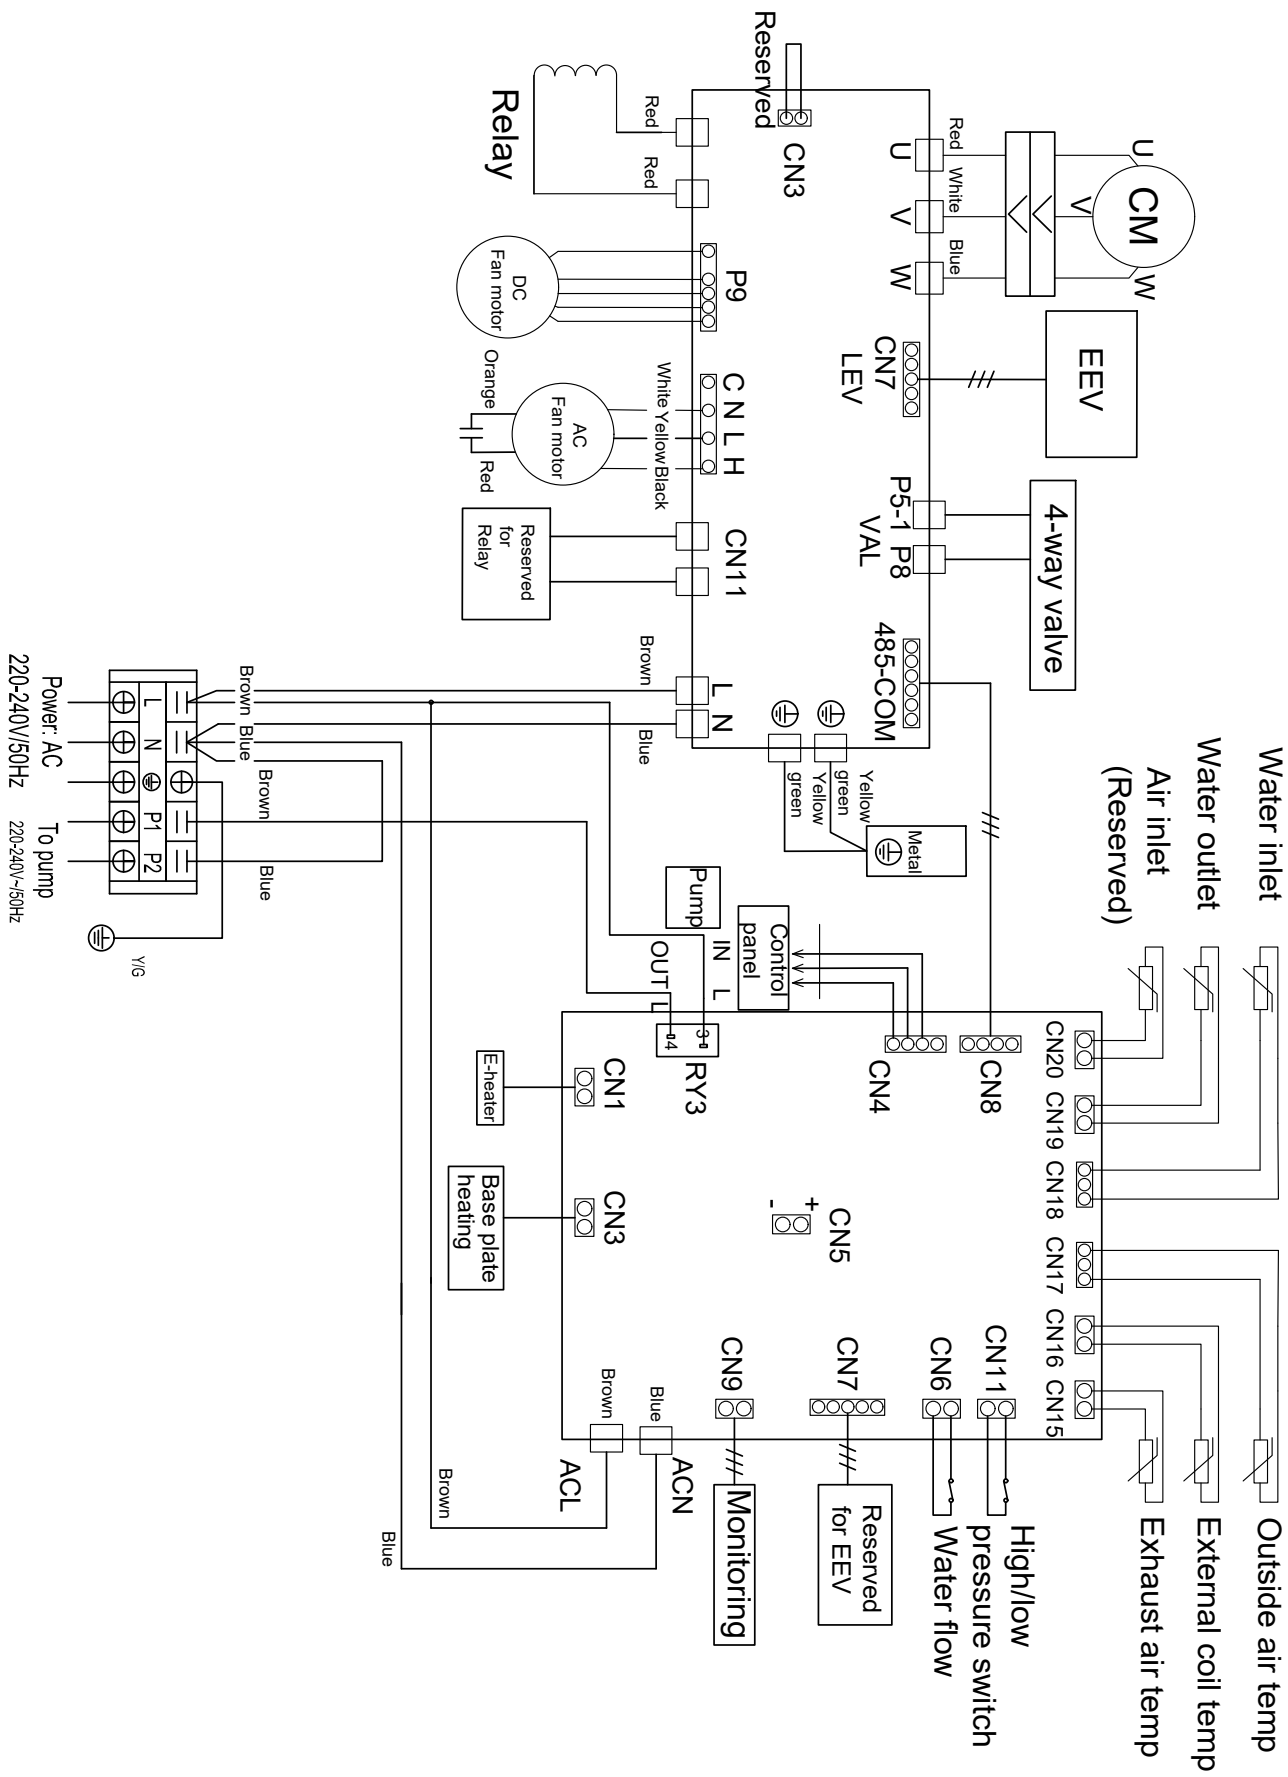 Water inlet
Water outlet
Air inlet
(Reserved)
Outside air temp
External coil temp
Exhaust air temp
High/low
pressure switch
Water flow
Reserved
for EEV
Monitoring
CN20
CN19
CN18
CN17
CN16
CN15
CN8
CN4
CN11
CN6
CN7
CN9
CN5
+
-
RY3
3
4
CN1
CN3
ACN
ACL
Blue
Brown
Brown
Blue
E-heater
Base plate
heating
Control
panel
Pump
IN L
OUT L
U
V
W
CM
Red
White
Blue
U
V
W
EEV
CN7
LEV
4-way valve
P5-1 P8
VAL
485-COM
Yellow
green
Yellow
green
Metal
Reserved
CN3
Red
Red
Relay
P9
DC
Fan motor
C N L H
White
Yellow
Black
AC
Fan motor
Orange
Red
CN11
Reserved
for
Relay
L
N
Brown
Blue
Brown
Blue
Brown
Blue
L
N
P1
P2
Power: AC
220-240V/50Hz
To pump
220-240V~/50Hz
Y/G